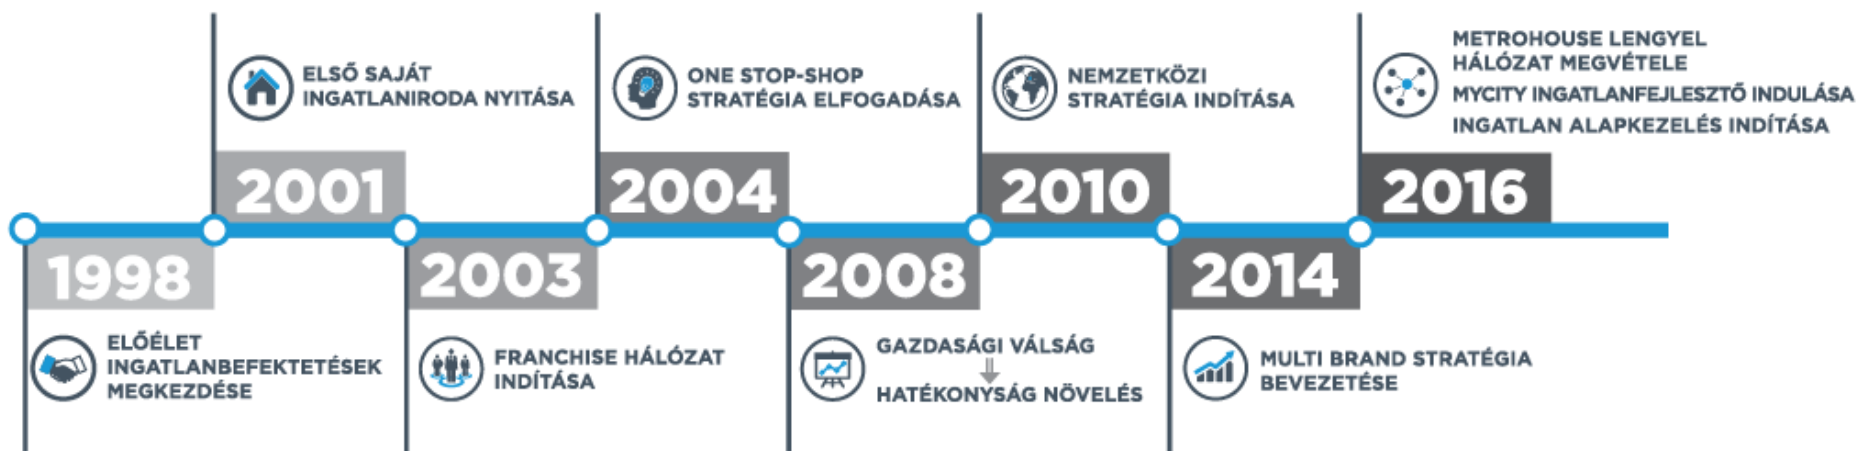 1998
ELŐÉLET
INGATLANBEFEKTETÉSEK
MEGKEZDÉSE
ELSŐ SAJÁT
INGATLANIRODA NYITÁSA
2001
2003
FRANCHISE HÁLÓZAT
INDÍTÁSA
ONE STOP-SHOP
STRATÉGIA ELFOGADÁSA
2004
2008
GAZDASÁGI VÁLSÁG
HATÉKONYSÁG NÖVELÉS
NEMZETKÖZI
STRATÉGIA INDÍTÁSA
2010
2014
MULTI BRAND STRATÉGIA
BEVEZETÉSE
METROHOUSE LENGYEL
HÁLÓZAT MEGVÉTELE
MYCITY INGATLANFEJLESZTŐ INDULÁSA
INGATLAN ALAPKEZELÉS INDÍTÁSA
2016